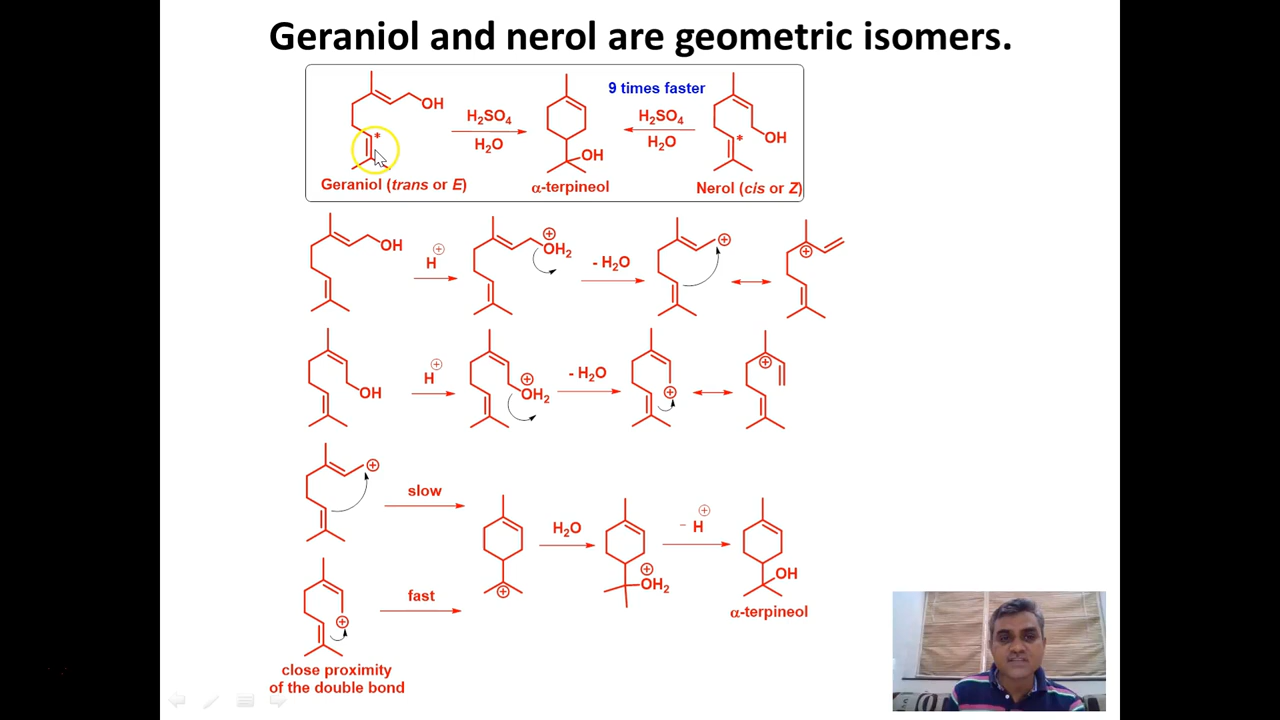 Geraniol and nerol are geometric isomers.
OH
*
Geraniol (trans or E)
H₂SO₄
H₂O
OH
α-terpineol
9 times faster
H₂SO₄
H₂O
*
OH
Nerol (cis or Z)
OH
H⊕
⊕
OH₂
- H₂O
⊕
⊕
OH
H⊕
⊕
OH₂
- H₂O
⊕
⊕
⊕
slow
⊕
fast
close proximity
of the double bond
⊕
H₂O
⊕
OH₂
- H⊕
OH
α-terpineol